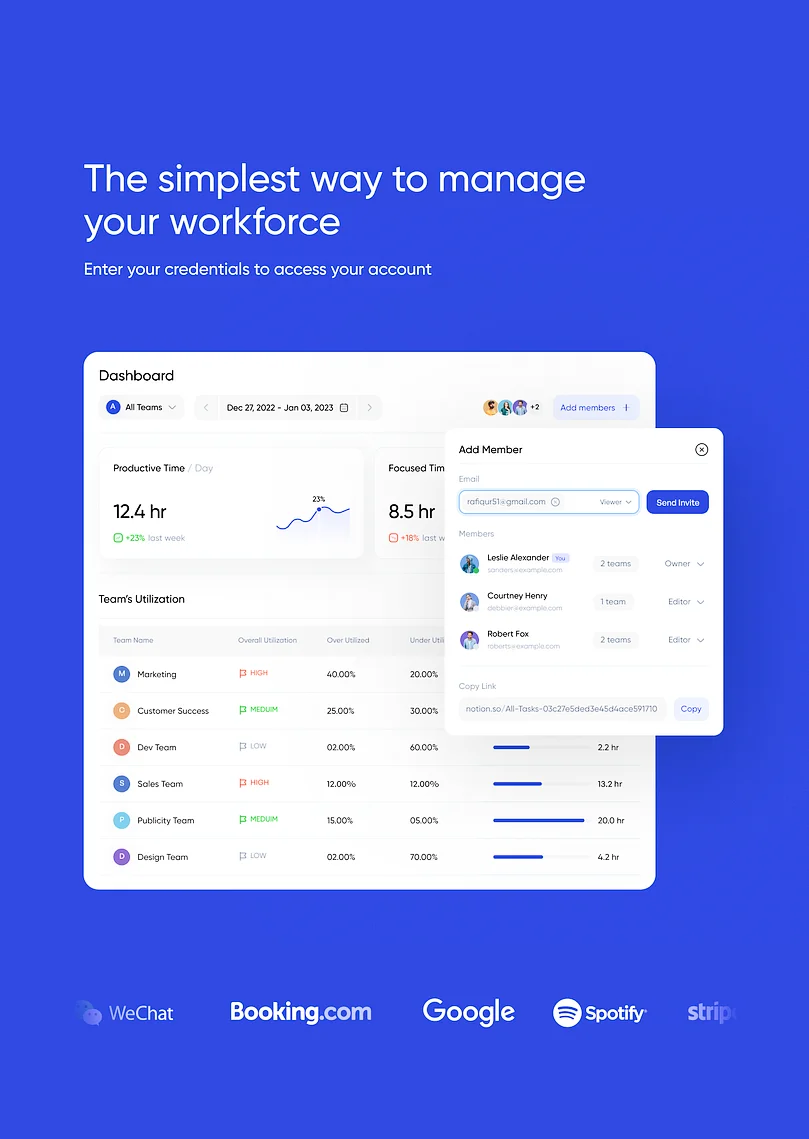 The simplest way to manage
your workforce
Enter your credentials to access your account
Dashboard
A All Teams
Dec 27, 2022 - Jan 03, 2023
+2
Add members +
Productive Time / Day
12.4 hr
+23% last week
23%
Focused Tim
8.5 hr
+18% last w
Add Member
Email
rafiqur51@gmail.com
Viewer
Send Invite
Members
Leslie Alexander You
sanders@example.com
2 teams
Owner
Courtney Henry
debbie@example.com
1 team
Editor
Robert Fox
roberts@example.com
2 teams
Editor
Copy Link
notion.so/All-Tasks-03c27e5ded3e45d4ace591710
Copy
Team's Utilization
Team Name Overall Utilization Over Utilized Under Util
M Marketing HIGH 40.00% 20.00%
C Customer Success MEDUIM 25.00% 30.00%
D Dev Team LOW 02.00% 60.00% 2.2 hr
S Sales Team HIGH 12.00% 12.00% 13.2 hr
P Publicity Team MEDUIM 15.00% 05.00% 20.0 hr
D Design Team LOW 02.00% 70.00% 4.2 hr
WeChat Booking.com Google Spotify stripe